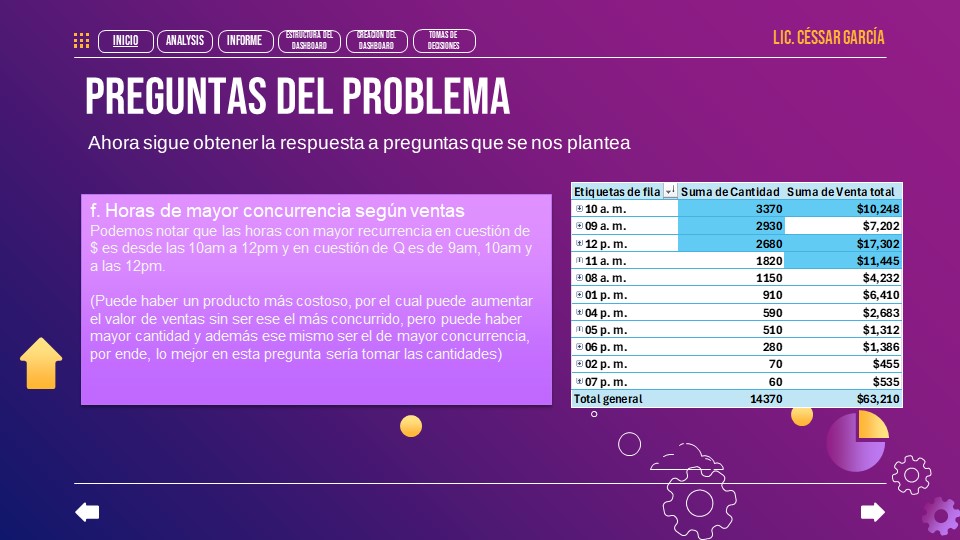 INICIO
ANALYSIS
INFORME
ESTRUCTURA DEL
DASHBOARD
CREACION DEL
DASHBOARD
TOMAS DE
DECISIONES
LIC. CÉSSAR GARCÍA
PREGUNTAS DEL PROBLEMA
Ahora sigue obtener la respuesta a preguntas que se nos plantea
f. Horas de mayor concurrencia según ventas
Podemos notar que las horas con mayor recurrencia en cuestión de
$ es desde las 10am a 12pm y en cuestión de Q es de 9am, 10am y
a las 12pm.
(Puede haber un producto más costoso, por el cual puede aumentar
el valor de ventas sin ser ese el más concurrido, pero puede haber
mayor cantidad y además ese mismo ser el de mayor concurrencia,
por ende, lo mejor en esta pregunta sería tomar las cantidades)
Etiquetas de fila Suma de Cantidad Suma de Venta total
10 a. m. 3370 $10,248
09 a. m. 2930 $7,202
12 p. m. 2680 $17,302
11 a. m. 1820 $11,445
08 a. m. 1150 $4,232
01 p. m. 910 $6,410
04 p. m. 590 $2,683
05 p. m. 510 $1,312
06 p. m. 280 $1,386
02 p. m. 70 $455
07 p. m. 60 $535
Total general 14370 $63,210